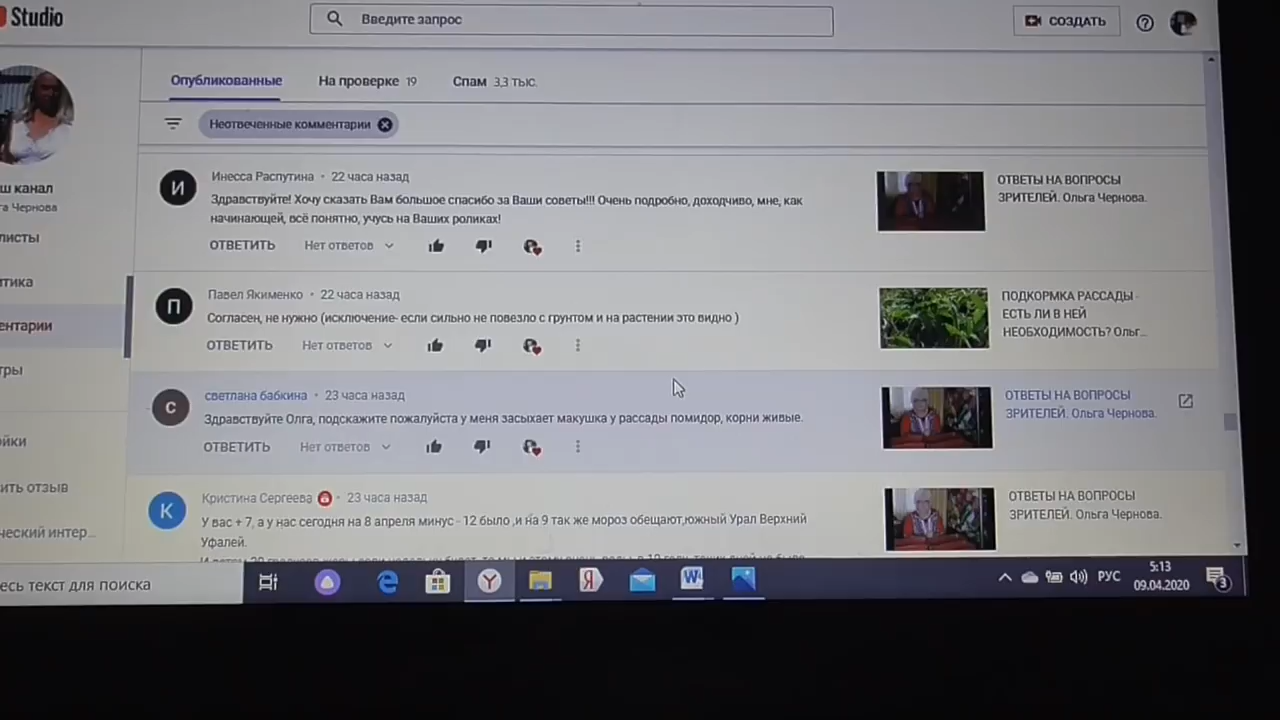 Studio
Введите запрос
СОЗДАТЬ
Опубликованные
На проверке 19
Спам 3,3 тыс.
Неотвеченные комментарии
ш канал
а Чернова
листы
тика
ентарии
ры
ойки
ить отзыв
ческий интер...
И
Инесса Распутина • 22 часа назад
Здравствуйте! Хочу сказать Вам большое спасибо за Ваши советы!!! Очень подробно, доходчиво, мне, как
начинающей, всё понятно, учусь на Ваших роликах!
ОТВЕТИТЬ Нет ответов
ОТВЕТЫ НА ВОПРОСЫ
ЗРИТЕЛЕЙ. Ольга Чернова.
П
Павел Якименко • 22 часа назад
Согласен, не нужно (исключение- если сильно не повезло с грунтом и на растении это видно )
ОТВЕТИТЬ Нет ответов
ПОДКОРМКА РАССАДЫ -
ЕСТЬ ЛИ В НЕЙ
НЕОБХОДИМОСТЬ? Ольг...
С
светлана бабкина • 23 часа назад
Здравствуйте Олга, подскажите пожалуйста у меня засыхает макушка у рассады помидор, корни живые.
ОТВЕТИТЬ Нет ответов
ОТВЕТЫ НА ВОПРОСЫ
ЗРИТЕЛЕЙ. Ольга Чернова.
К
Кристина Сергеева • 23 часа назад
У вас + 7, а у нас сегодня на 8 апреля минус - 12 было ,и на 9 так же мороз обещают,южный Урал Верхний
Уфалей.
ОТВЕТЫ НА ВОПРОСЫ
ЗРИТЕЛЕЙ. Ольга Чернова.
есь текст для поиска
РУС
5:13
09.04.2020
3